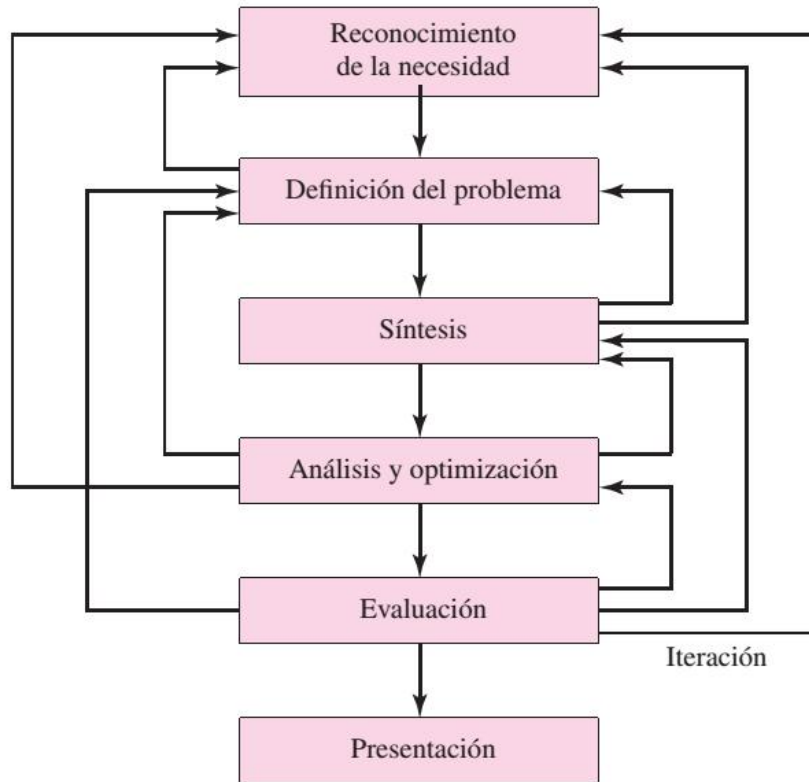 Reconocimiento
de la necesidad
Definición del problema
Síntesis
Análisis y optimización
Evaluación
Iteración
Presentación